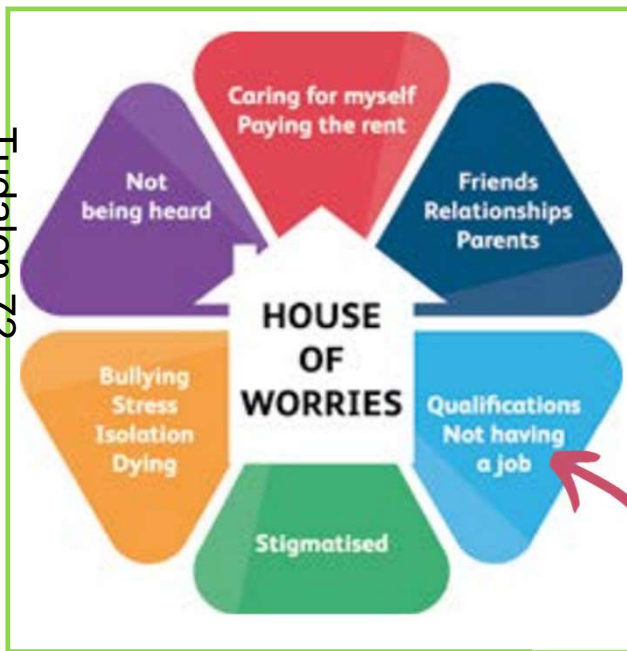 Caring for myself
Paying the rent
Friends
Relationships
Parents
Qualifications
Not having
a job
Stigmatised
Bullying
Stress
Isolation
Dying
Not
being heard
HOUSE
OF
WORRIES
Tudalen 72